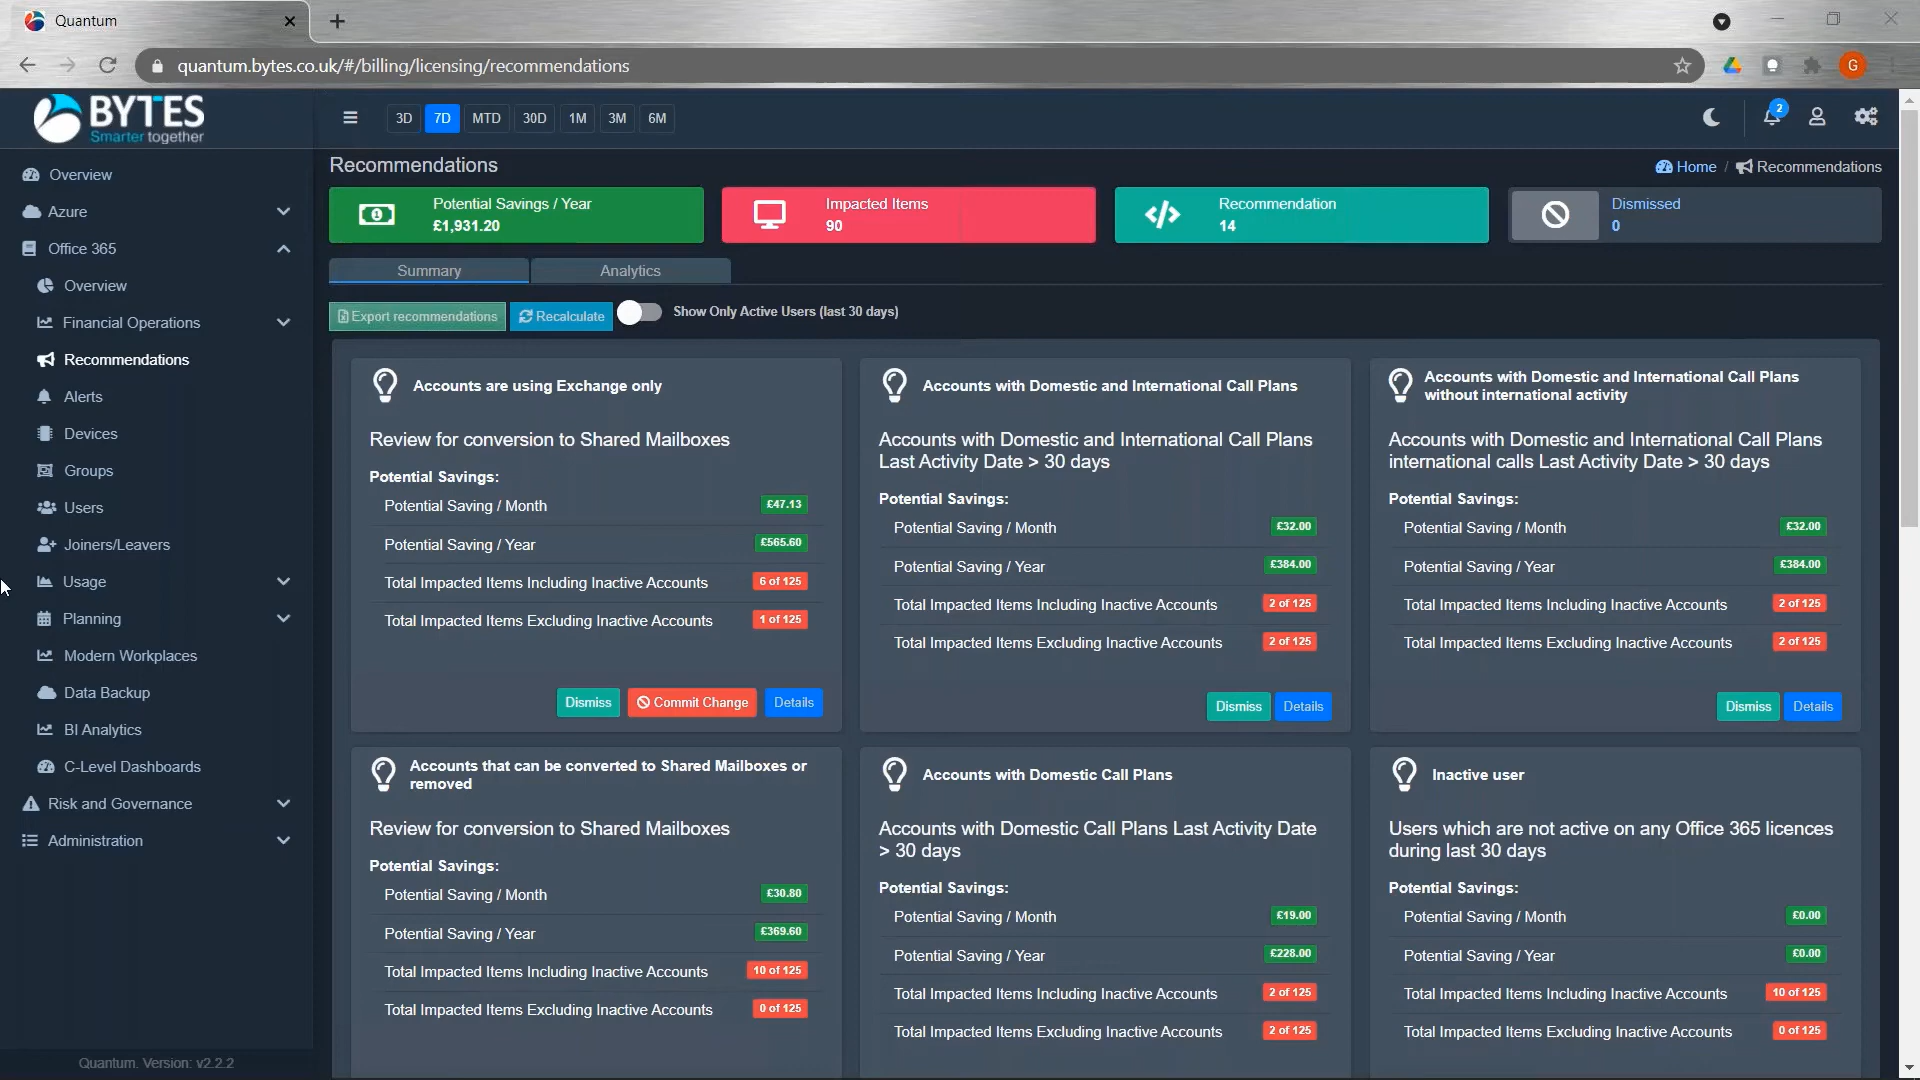 Quantum
quantum.bytes.co.uk/#/billing/licensing/recommendations
G
BYTES
Smarter together
3D 7D MTD 30D 1M 3M 6M
2
Overview
Azure
Office 365
Overview
Financial Operations
Recommendations
Alerts
Devices
Groups
Users
Joiners/Leavers
Usage
Planning
Modern Workplaces
Data Backup
BI Analytics
C-Level Dashboards
Risk and Governance
Administration
Quantum. Version: v2.2.2
Recommendations
Home / Recommendations
Potential Savings / Year
£1,931.20
Impacted Items
90
Recommendation
14
Dismissed
0
Summary
Analytics
Export recommendations
Recalculate
Show Only Active Users (last 30 days)
Accounts are using Exchange only
Review for conversion to Shared Mailboxes
Potential Savings:
Potential Saving / Month £47.13
Potential Saving / Year £565.60
Total Impacted Items Including Inactive Accounts 6 of 125
Total Impacted Items Excluding Inactive Accounts 1 of 125
Dismiss Commit Change Details
Accounts with Domestic and International Call Plans
Accounts with Domestic and International Call Plans
Last Activity Date > 30 days
Potential Savings:
Potential Saving / Month £32.00
Potential Saving / Year £384.00
Total Impacted Items Including Inactive Accounts 2 of 125
Total Impacted Items Excluding Inactive Accounts 2 of 125
Dismiss Details
Accounts with Domestic and International Call Plans
without international activity
Accounts with Domestic and International Call Plans
international calls Last Activity Date > 30 days
Potential Savings:
Potential Saving / Month £32.00
Potential Saving / Year £384.00
Total Impacted Items Including Inactive Accounts 2 of 125
Total Impacted Items Excluding Inactive Accounts 2 of 125
Dismiss Details
Accounts that can be converted to Shared Mailboxes or
removed
Review for conversion to Shared Mailboxes
Potential Savings:
Potential Saving / Month £30.80
Potential Saving / Year £369.60
Total Impacted Items Including Inactive Accounts 10 of 125
Total Impacted Items Excluding Inactive Accounts 0 of 125
Accounts with Domestic Call Plans
Accounts with Domestic Call Plans Last Activity Date
> 30 days
Potential Savings:
Potential Saving / Month £19.00
Potential Saving / Year £228.00
Total Impacted Items Including Inactive Accounts 2 of 125
Total Impacted Items Excluding Inactive Accounts 2 of 125
Inactive user
Users which are not active on any Office 365 licences
during last 30 days
Potential Savings:
Potential Saving / Month £0.00
Potential Saving / Year £0.00
Total Impacted Items Including Inactive Accounts 10 of 125
Total Impacted Items Excluding Inactive Accounts 0 of 125